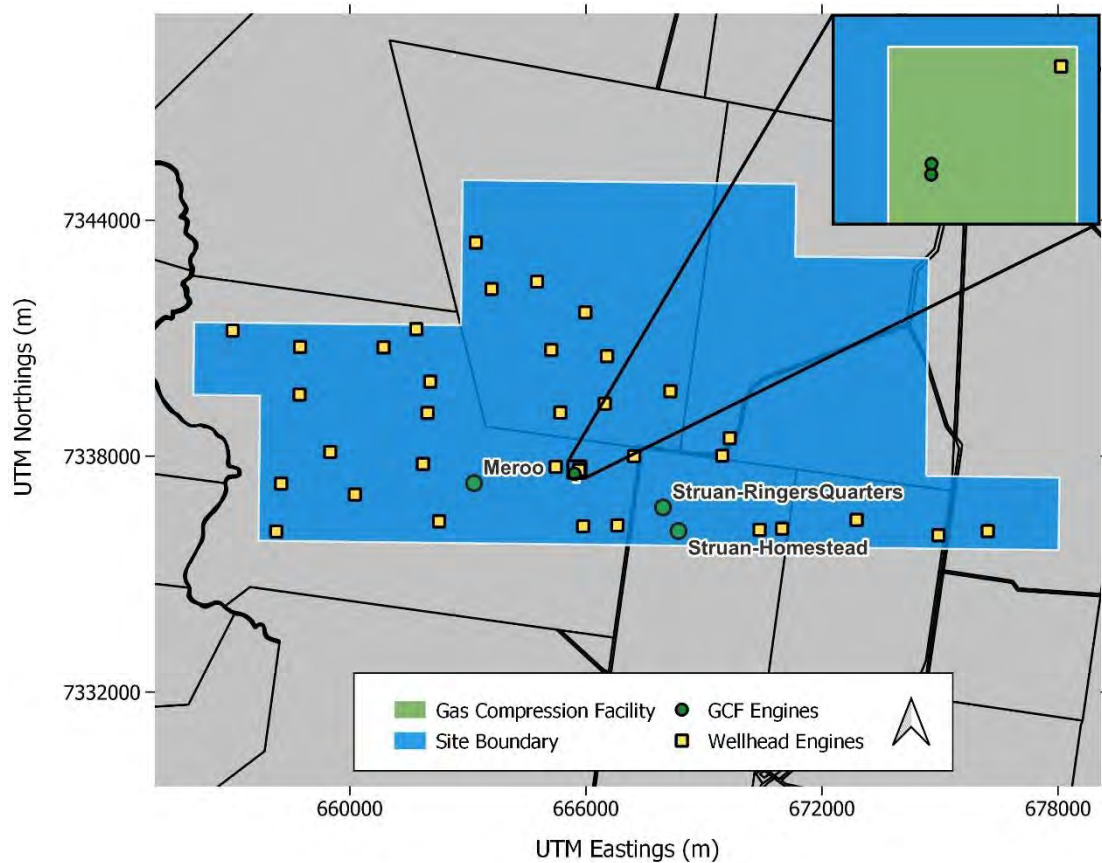 7344000
7338000
7332000
UTM Northings (m)
Meroo
Struan-RingersQuarters
Struan-Homestead
Gas Compression Facility
GCF Engines
Site Boundary
Wellhead Engines
660000
666000
672000
678000
UTM Eastings (m)